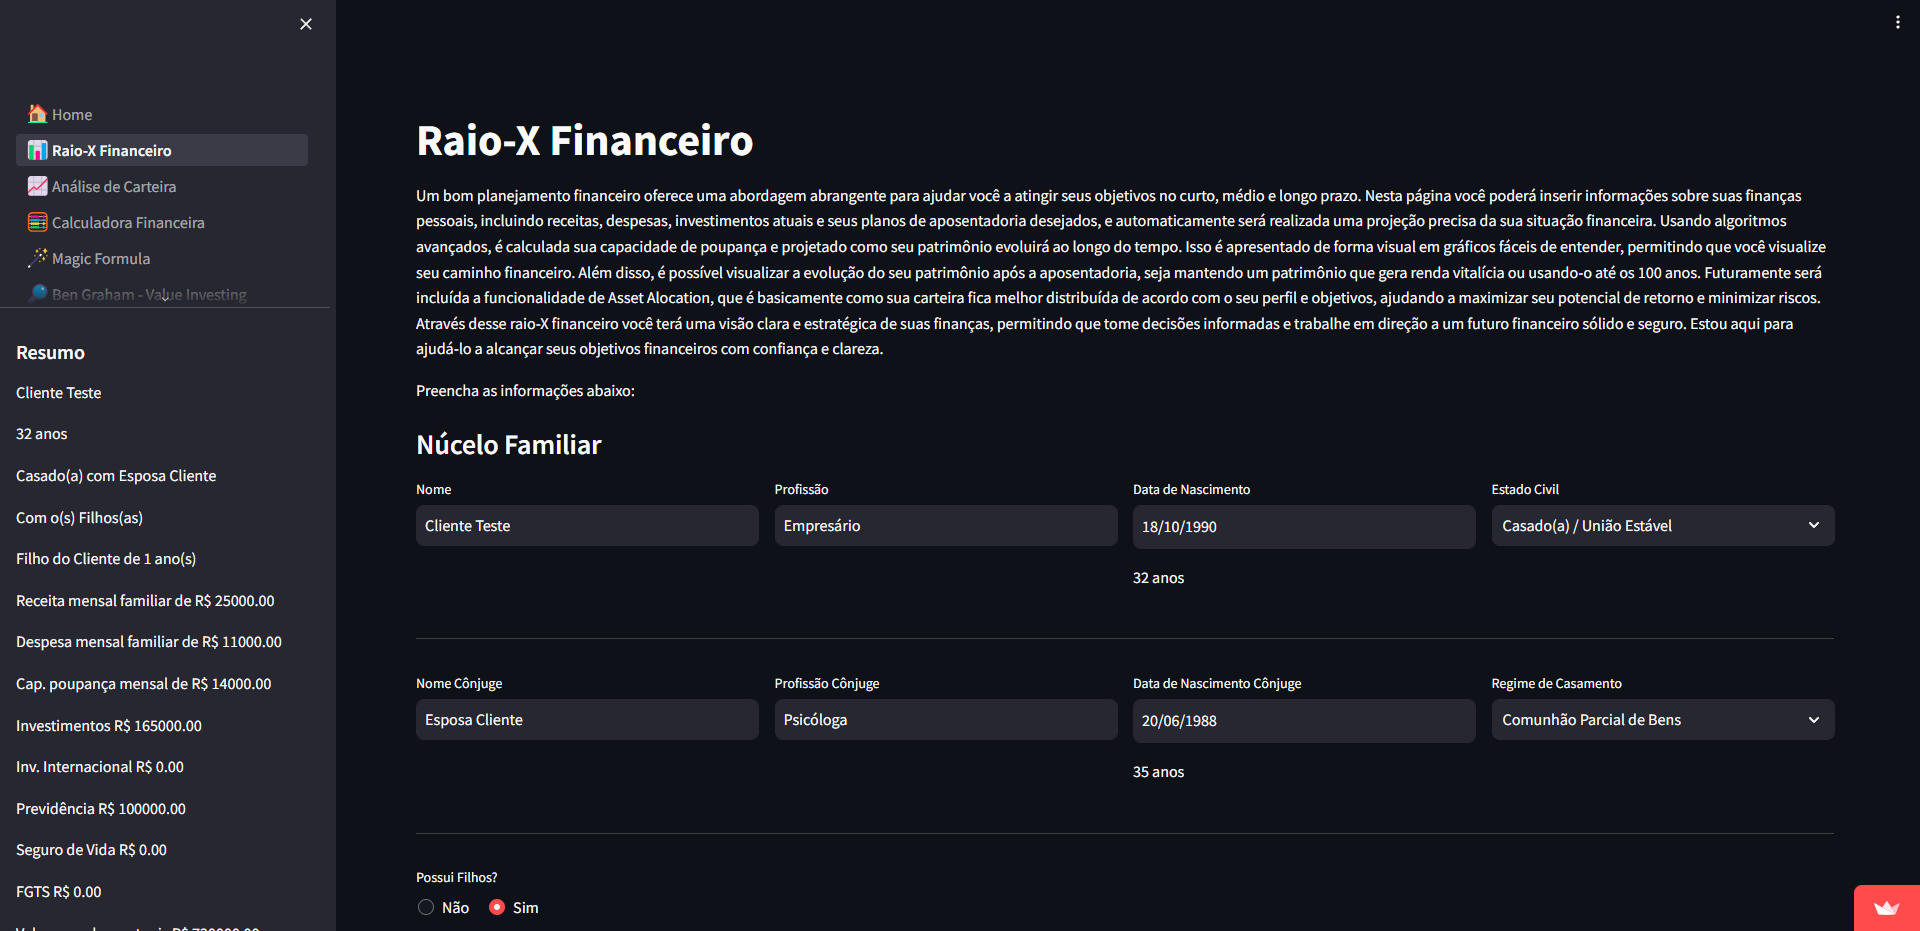 Home
Raio-X Financeiro
Análise de Carteira
Calculadora Financeira
Magic Formula
Ben Graham - Value Investing
Resumo
Cliente Teste
32 anos
Casado(a) com Esposa Cliente
Com o(s) Filhos(as)
Filho do Cliente de 1 ano(s)
Receita mensal familiar de R$ 25000.00
Despesa mensal familiar de R$ 11000.00
Cap. poupança mensal de R$ 14000.00
Investimentos R$ 165000.00
Inv. Internacional R$ 0.00
Previdência R$ 100000.00
Seguro de Vida R$ 0.00
FGTS R$ 0.00
Raio-X Financeiro
Um bom planejamento financeiro oferece uma abordagem abrangente para ajudar você a atingir seus objetivos no curto, médio e longo prazo. Nesta página você poderá inserir informações sobre suas finanças
pessoais, incluindo receitas, despesas, investimentos atuais e seus planos de aposentadoria desejados, e automaticamente será realizada uma projeção precisa da sua situação financeira. Usando algoritmos
avançados, é calculada sua capacidade de poupança e projetado como seu patrimônio evoluirá ao longo do tempo. Isso é apresentado de forma visual em gráficos fáceis de entender, permitindo que você visualize
seu caminho financeiro. Além disso, é possível visualizar a evolução do seu patrimônio após a aposentadoria, seja mantendo um patrimônio que gera renda vitalícia ou usando-o até os 100 anos. Futuramente será
incluída a funcionalidade de Asset Alocation, que é basicamente como sua carteira fica melhor distribuída de acordo com o seu perfil e objetivos, ajudando a maximizar seu potencial de retorno e minimizar riscos.
Através desse raio-X financeiro você terá uma visão clara e estratégica de suas finanças, permitindo que tome decisões informadas e trabalhe em direção a um futuro financeiro sólido e seguro. Estou aqui para
ajudá-lo a alcançar seus objetivos financeiros com confiança e clareza.
Preencha as informações abaixo:
Núcelo Familiar
Nome Profissão Data de Nascimento Estado Civil
Cliente Teste Empresário 18/10/1990 Casado(a) / União Estável
32 anos
Nome Cônjuge Profissão Cônjuge Data de Nascimento Cônjuge Regime de Casamento
Esposa Cliente Psicóloga 20/06/1988 Comunhão Parcial de Bens
35 anos
Possui Filhos?
Não Sim